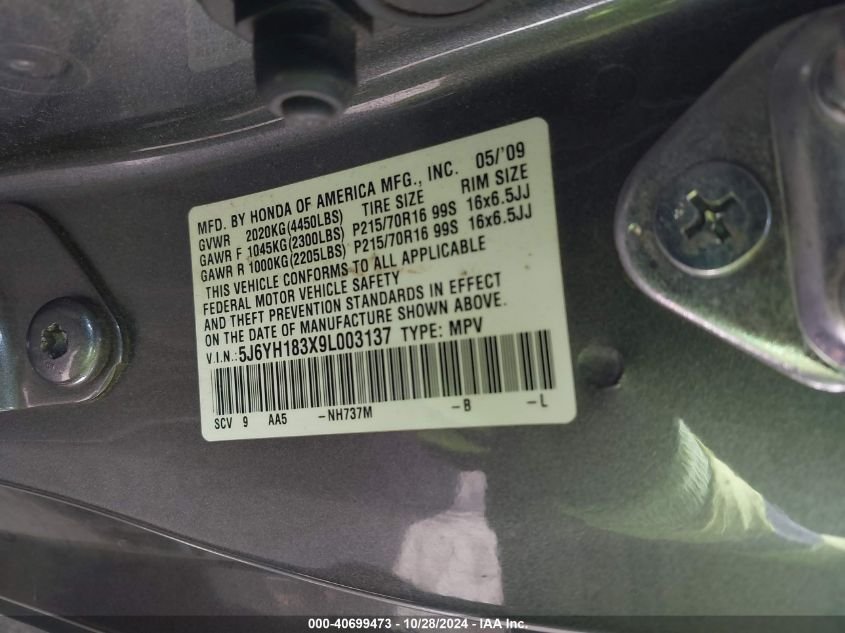 MFD. BY HONDA OF AMERICA MFG., INC. 05/'09
GVWR 2020KG(4450LBS) TIRE SIZE RIM SIZE
GAWR F 1045KG(2300LBS) P215/70R16 99S 16x6.5JJ
GAWR R 1000KG(2205LBS) P215/70R16 99S 16x6.5JJ
THIS VEHICLE CONFORMS TO ALL APPLICABLE
FEDERAL MOTOR VEHICLE SAFETY
AND THEFT PREVENTION STANDARDS IN EFFECT
ON THE DATE OF MANUFACTURE SHOWN ABOVE.
V.I.N.: 5J6YH183X9L003137 TYPE: MPV
SCV 9 AA5 -NH737M -B -L
000-40699473 - 10/28/2024 - IAA Inc.